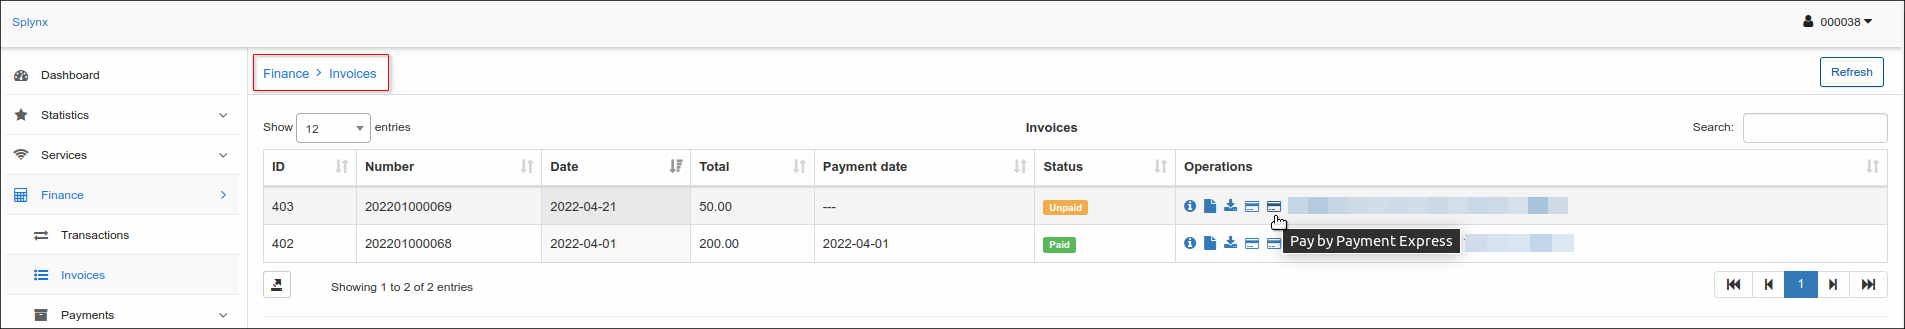 Splynx
000038
Dashboard
Statistics
Services
Finance
Transactions
Invoices
Payments
Finance > Invoices
Refresh
Show 12 entries
Invoices
Search:
ID Number Date Total Payment date Status Operations
403 202201000069 2022-04-21 50.00 --- Unpaid
402 202201000068 2022-04-01 200.00 2022-04-01 Paid
Pay by Payment Express
Showing 1 to 2 of 2 entries
1